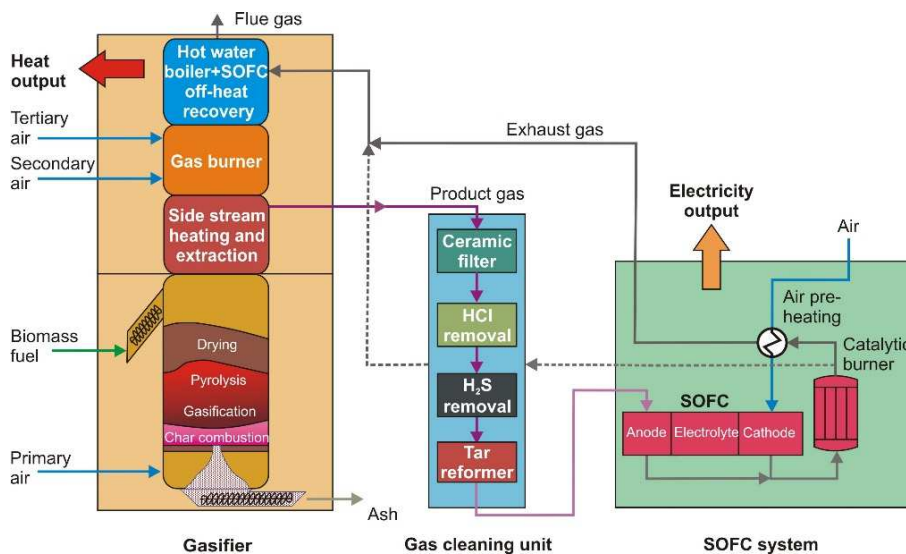 Flue gas
Heat
output
Hot water
boiler+SOFC
off-heat
recovery
Tertiary
air
Secondary
air
Gas burner
Side stream
heating and
extraction
Biomass
fuel
Drying
Pyrolysis
Gasification
Char combustion
Primary
air
Ash
Gasifier
Exhaust gas
Product gas
Ceramic
filter
HCl
removal
H₂S
removal
Tar
reformer
Gas cleaning unit
Electricity
output
Air
Air pre-
heating
Catalytic
burner
SOFC
Anode
Electrolyte
Cathode
SOFC system